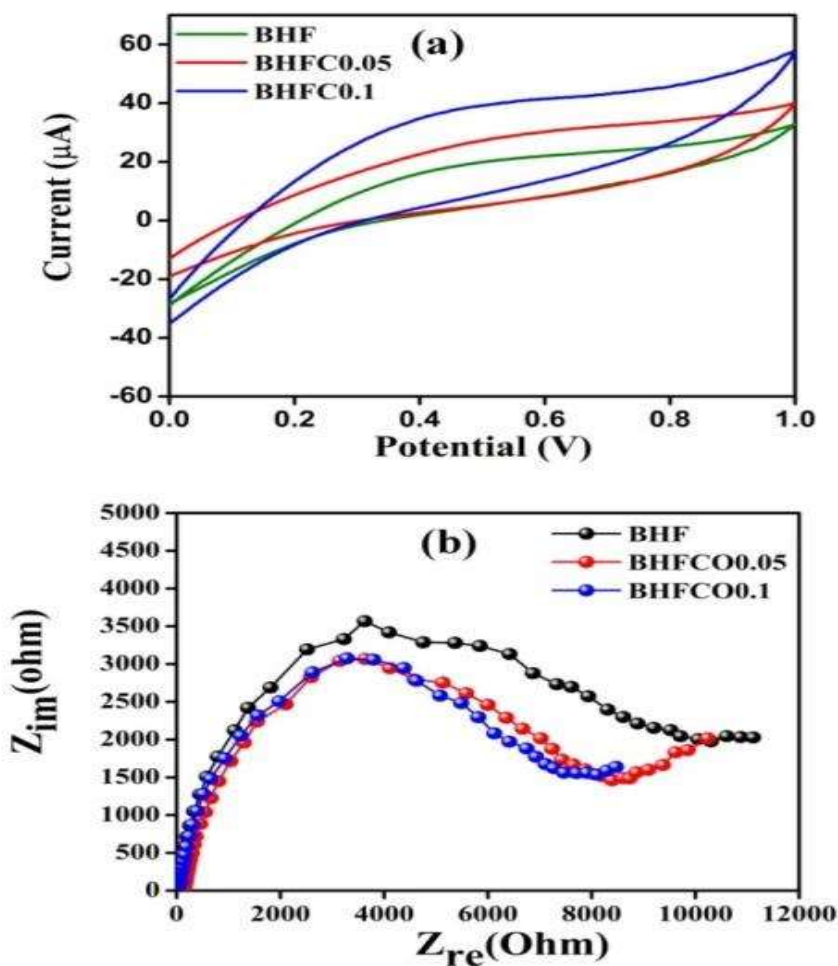 (a)
BHF
BHFC0.05
BHFC0.1
60
40
20
0
-20
-40
-60
Current (µA)
0.0 0.2 0.4 0.6 0.8 1.0
Potential (V)
(b)
BHF
BHFCO0.05
BHFCO0.1
5000
4500
4000
3500
3000
2500
2000
1500
1000
500
0
Zim(ohm)
0 2000 4000 6000 8000 10000 12000
Zre(Ohm)